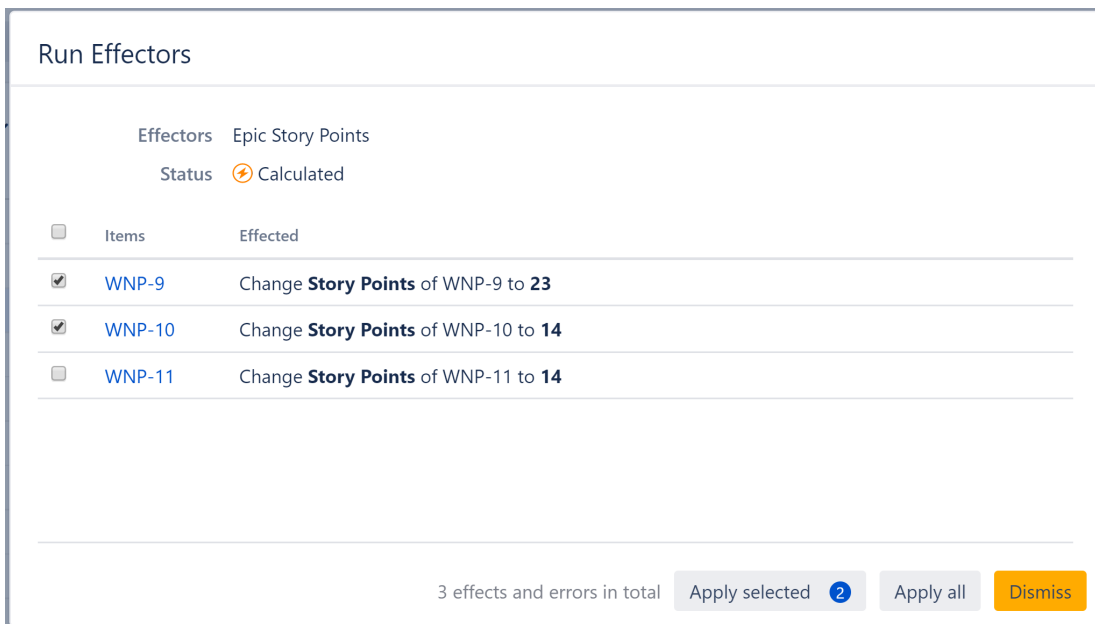 Run Effectors
Effectors Epic Story Points
Status Calculated
Items Effected
WNP-9 Change Story Points of WNP-9 to 23
WNP-10 Change Story Points of WNP-10 to 14
WNP-11 Change Story Points of WNP-11 to 14
3 effects and errors in total Apply selected 2 Apply all Dismiss